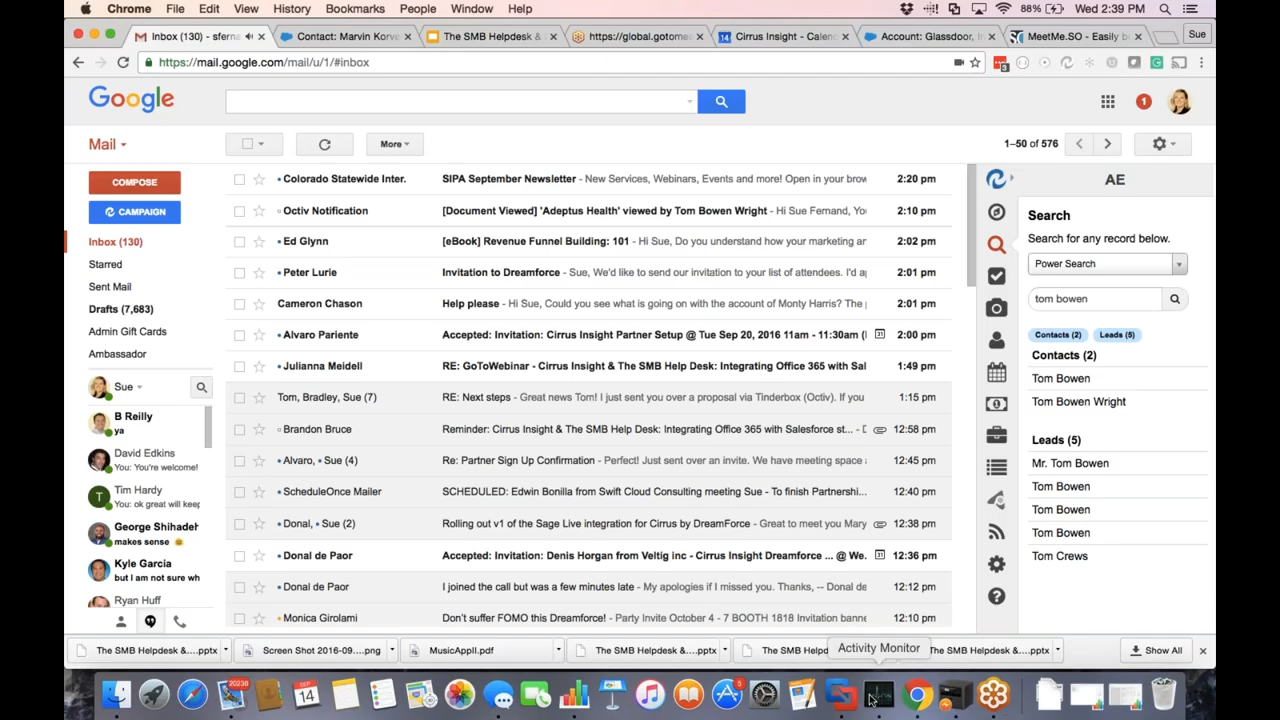 Chrome File Edit View History Bookmarks People Window Help 88% Wed 2:39 PM
Inbox (130) - sferna
Contact: Marvin Korve
The SMB Helpdesk &
https://global.gotome
Cirrus Insight - Calen
Account: Glassdoor, In
MeetMe.SO - Easily b
Sue
https://mail.google.com/mail/u/1/#inbox
3
Google
1
Mail
More
1–50 of 576
COMPOSE
CAMPAIGN
Inbox (130)
Starred
Sent Mail
Drafts (7,683)
Admin Gift Cards
Ambassador
Sue
B Reilly
ya
David Edkins
You: You're welcome!
T
Tim Hardy
You: ok great will keep
George Shihadeh
makes sense
Kyle Garcia
but I am not sure wh
Ryan Huff
Colorado Statewide Inter. SIPA September Newsletter - New Services, Webinars, Events and more! Open in your brow 2:20 pm
Octiv Notification [Document Viewed] 'Adeptus Health' viewed by Tom Bowen Wright - Hi Sue Fernand, Yo 2:10 pm
Ed Glynn [eBook] Revenue Funnel Building: 101 - Hi Sue, Do you understand how your marketing ar 2:02 pm
Peter Lurie Invitation to Dreamforce - Sue, We'd like to send our invitation to your list of attendees. I'd a 2:01 pm
Cameron Chason Help please - Hi Sue, Could you see what is going on with the account of Monty Harris? The 2:01 pm
Alvaro Pariente Accepted: Invitation: Cirrus Insight Partner Setup @ Tue Sep 20, 2016 11am - 11:30am ( 31 2:00 pm
Julianna Meidell RE: GoToWebinar - Cirrus Insight & The SMB Help Desk: Integrating Office 365 with Sal 1:49 pm
Tom, Bradley, Sue (7) RE: Next steps - Great news Tom! I just sent you over a proposal via Tinderbox (Octiv). If you 1:15 pm
Brandon Bruce Reminder: Cirrus Insight & The SMB Help Desk: Integrating Office 365 with Salesforce st... - D 12:58 pm
Alvaro, Sue (4) Re: Partner Sign Up Confirmation - Perfect! Just sent over an invite. We have meeting space 12:45 pm
ScheduleOnce Mailer SCHEDULED: Edwin Bonilla from Swift Cloud Consulting meeting Sue - To finish Partnershi... 12:40 pm
Donal, Sue (2) Rolling out v1 of the Sage Live integration for Cirrus by DreamForce - Great to meet you Mary 12:38 pm
Donal de Paor Accepted: Invitation: Denis Horgan from Veltig inc - Cirrus Insight Dreamforce ... @ We. 31 12:36 pm
Donal de Paor I joined the call but was a few minutes late - My apologies if I missed you. Thanks, -- Donal de 12:12 pm
Monica Girolami Don't suffer FOMO this Dreamforce! - Party Invite October 4 - 7 BOOTH 1818 Invitation banne 12:10 pm
AE
Search
Search for any record below.
Power Search
tom bowen
Contacts (2) Leads (5)
Contacts (2)
Tom Bowen
Tom Bowen Wright
Leads (5)
Mr. Tom Bowen
Tom Bowen
Tom Bowen
Tom Bowen
Tom Crews
The SMB Helpdesk &....pptx
Screen Shot 2016-09....png
MusicAppII.pdf
The SMB Helpdesk &....pptx
The SMB Helpd
Activity Monitor
The SMB Helpdesk &....pptx
Show All
20238
SEP
14
5